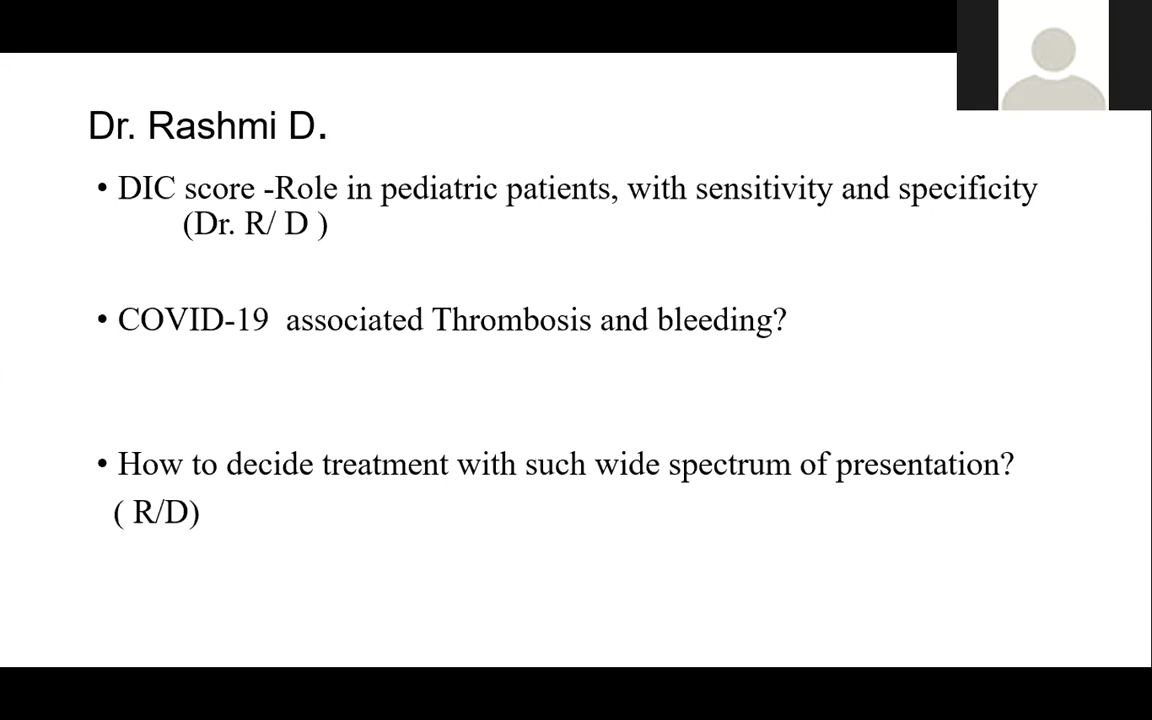 Dr. Rashmi D.
• DIC score -Role in pediatric patients, with sensitivity and specificity
(Dr. R/ D )
• COVID-19  associated Thrombosis and bleeding?
• How to decide treatment with such wide spectrum of presentation?
( R/D)